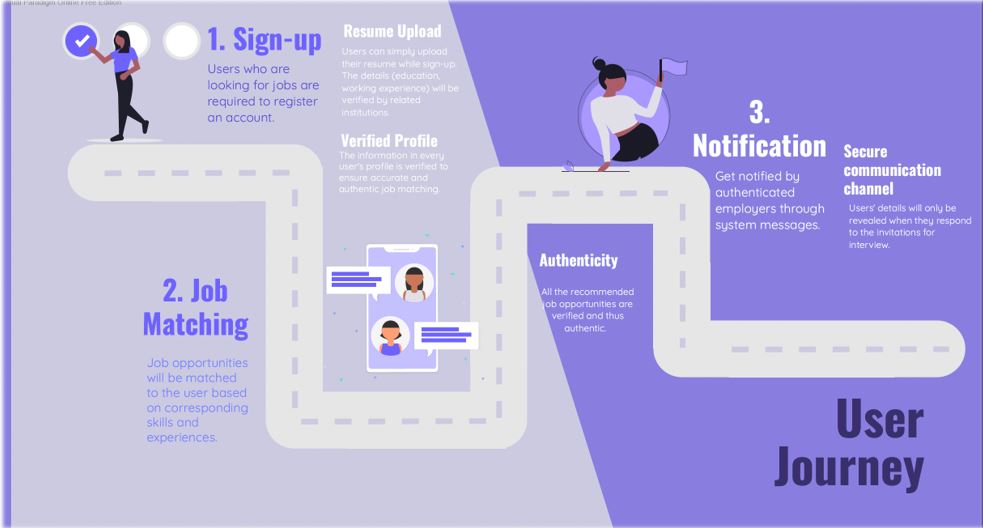 Paradigm Online Free Edition
1. Sign-up
Users who are
looking for jobs are
required to register
an account.
Resume Upload
Users can simply upload
their resume while sign-up.
The details (education,
working experience) will be
verified by related
institutions.
Verified Profile
The information in every
user's profile is verified to
ensure accurate and
authentic job matching.
2. Job
Matching
Job opportunities
will be matched
to the user based
on corresponding
skills and
experiences.
Authenticity
All the recommended
job opportunities are
verified and thus
authentic.
3.
Notification
Get notified by
authenticated
employers through
system messages.
Secure
communication
channel
Users' details will only be
revealed when they respond
to the invitations for
interview.
User
Journey